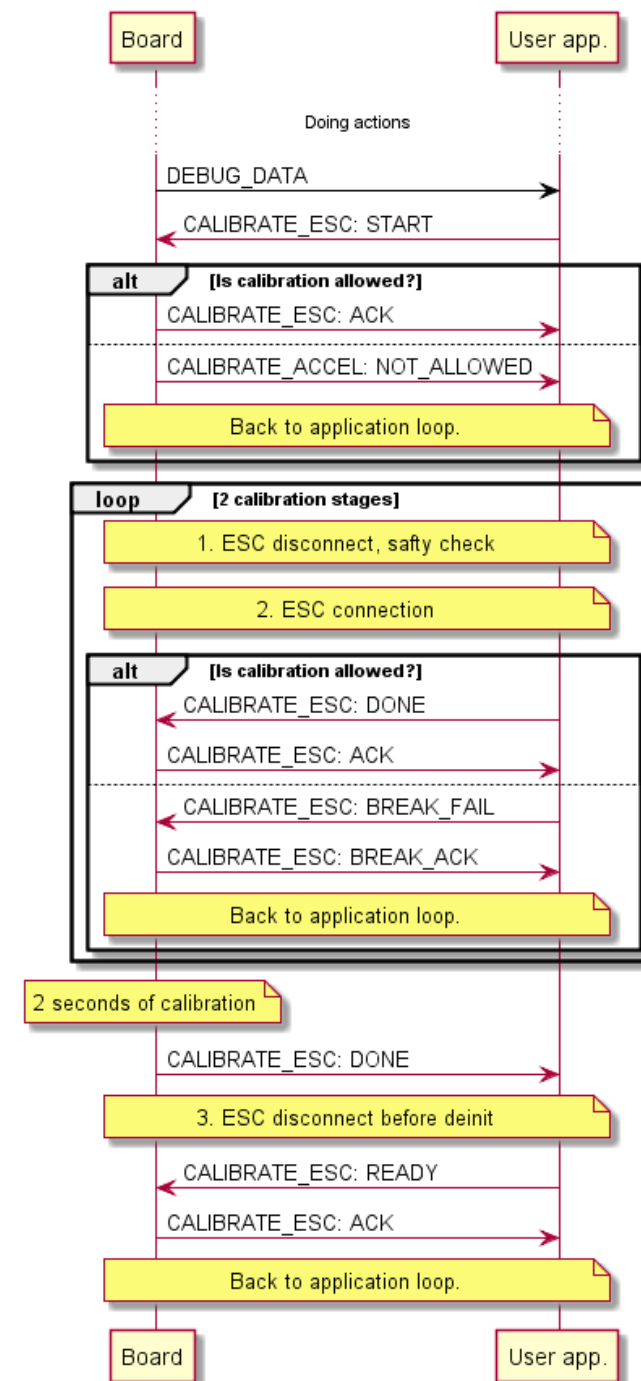 Board
User app.
Doing actions
DEBUG_DATA
CALIBRATE_ESC: START
alt [Is calibration allowed?]
CALIBRATE_ESC: ACK
CALIBRATE_ACCEL: NOT_ALLOWED
Back to application loop.
loop [2 calibration stages]
1. ESC disconnect, safty check
2. ESC connection
alt [Is calibration allowed?]
CALIBRATE_ESC: DONE
CALIBRATE_ESC: ACK
CALIBRATE_ESC: BREAK_FAIL
CALIBRATE_ESC: BREAK_ACK
Back to application loop.
2 seconds of calibration
CALIBRATE_ESC: DONE
3. ESC disconnect before deinit
CALIBRATE_ESC: READY
CALIBRATE_ESC: ACK
Back to application loop.
Board
User app.